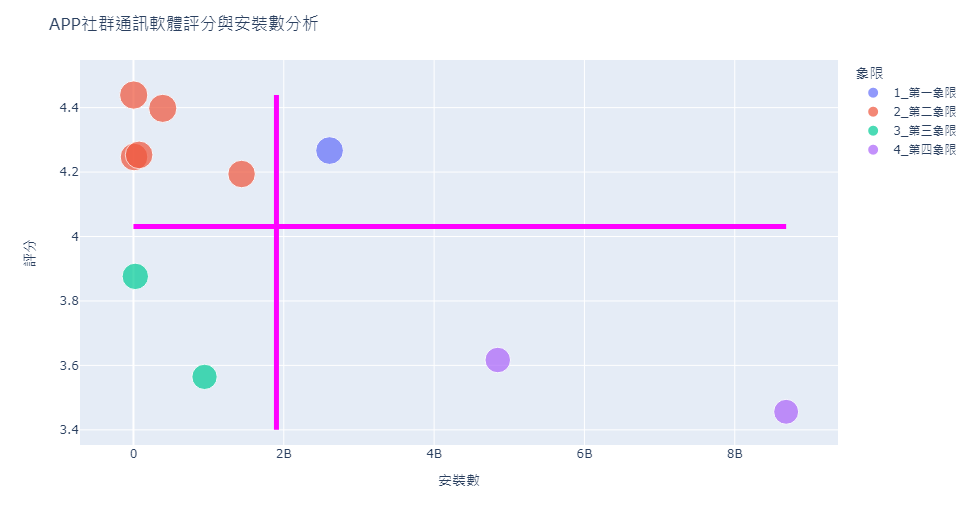 APP社群通訊軟體評分與安裝數分析
象限
1_第一象限
2_第二象限
3_第三象限
4_第四象限
評分
4.4
4.2
4
3.8
3.6
3.4
0
2B
4B
6B
8B
安裝數